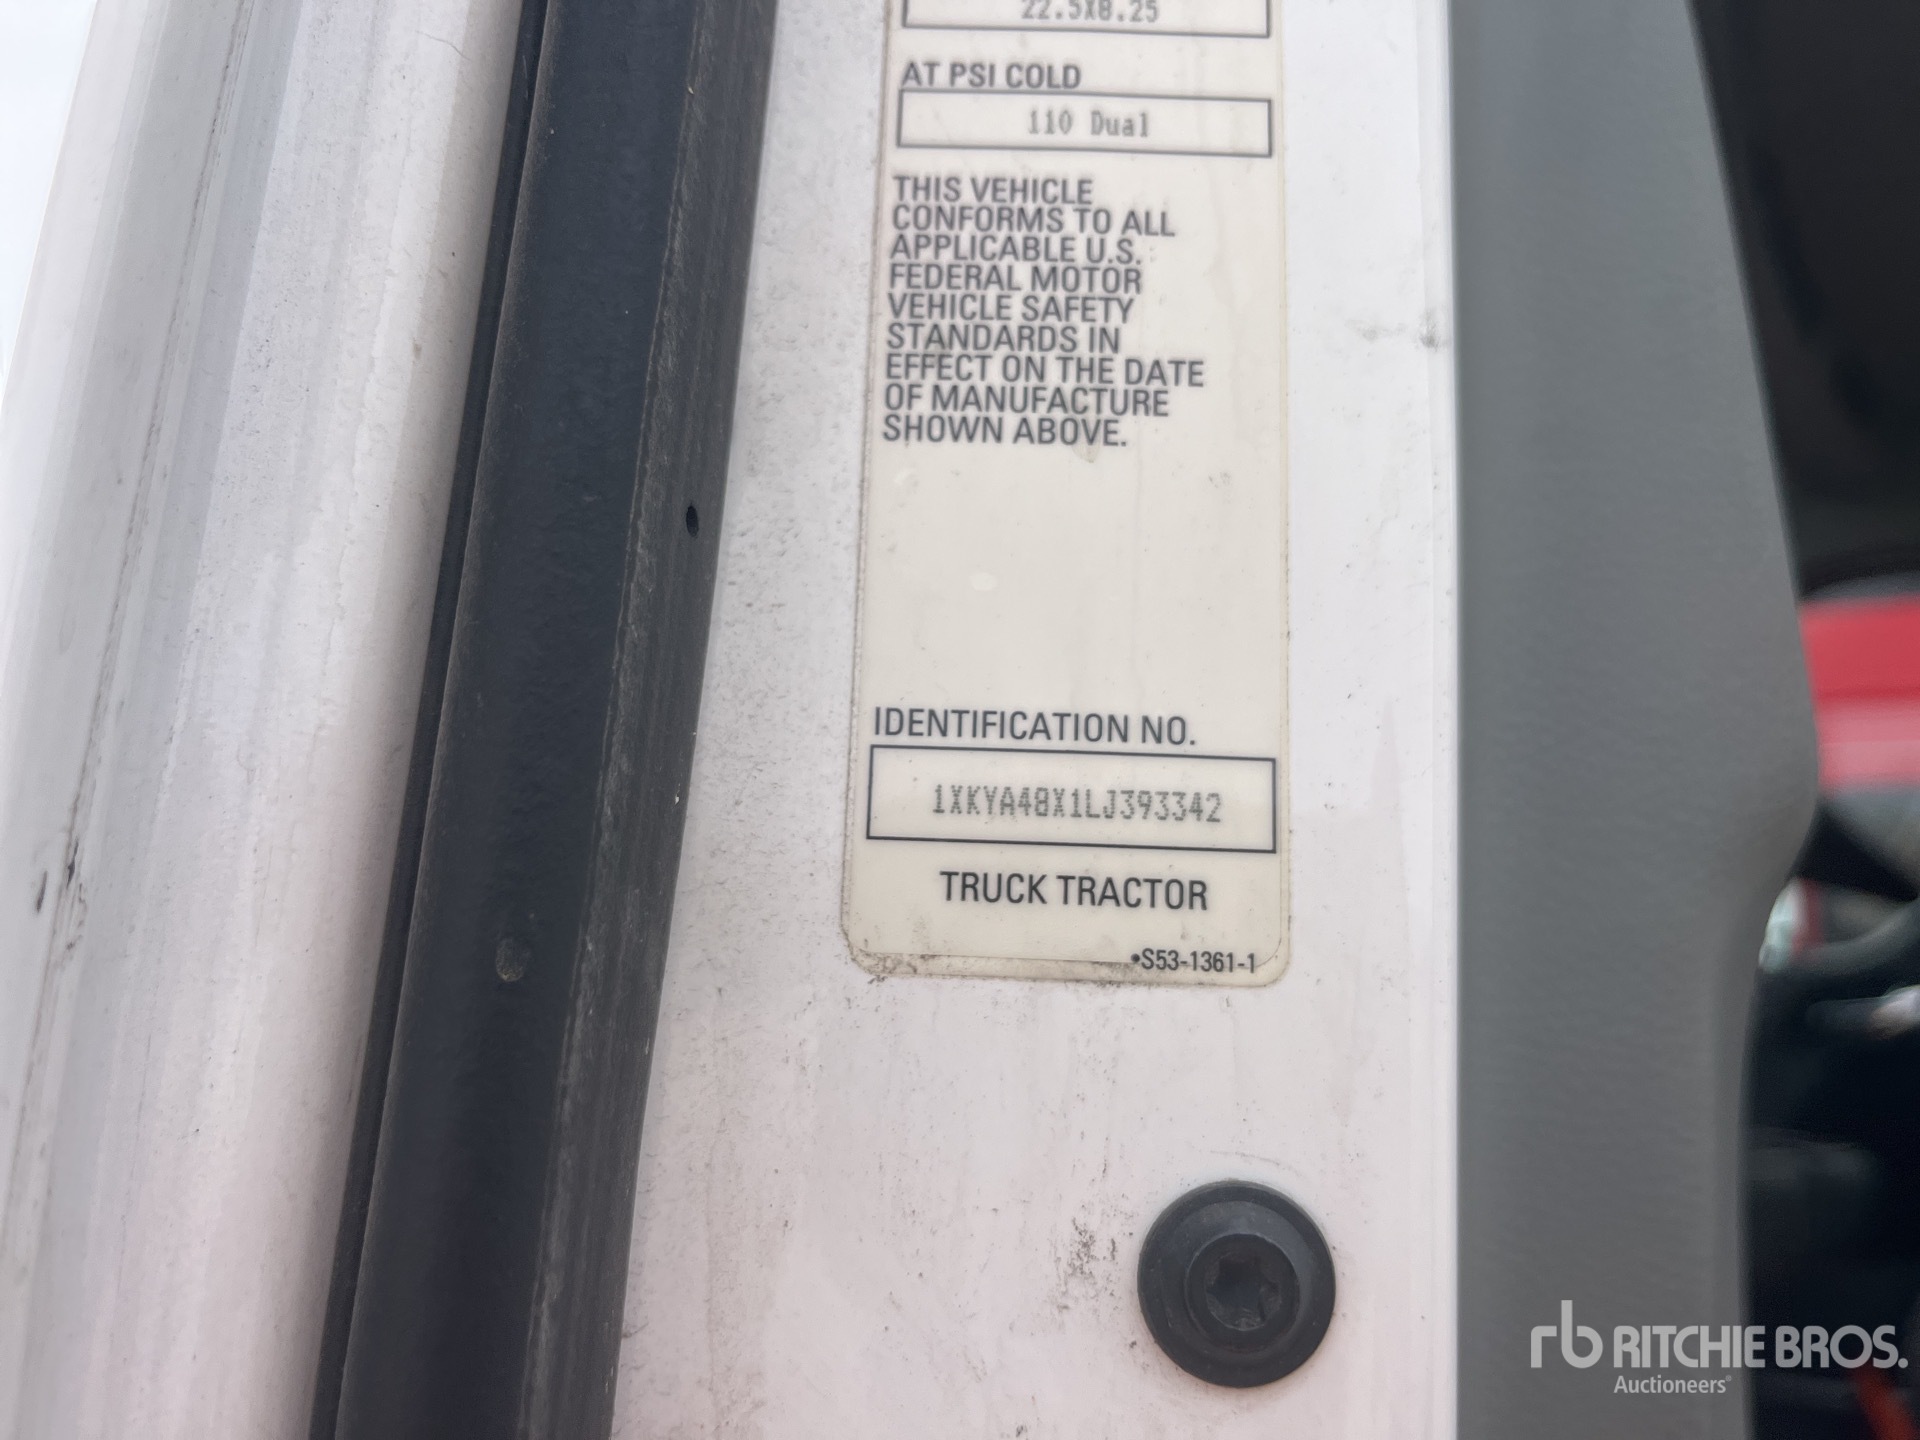 22.5X8.25
AT PSI COLD
110 Dual
THIS VEHICLE
CONFORMS TO ALL
APPLICABLE U.S.
FEDERAL MOTOR
VEHICLE SAFETY
STANDARDS IN
EFFECT ON THE DATE
OF MANUFACTURE
SHOWN ABOVE.
IDENTIFICATION NO.
1XKYA48X1LJ393342
TRUCK TRACTOR
•S53-1361-1
rb RITCHIE BROS.
Auctioneers®